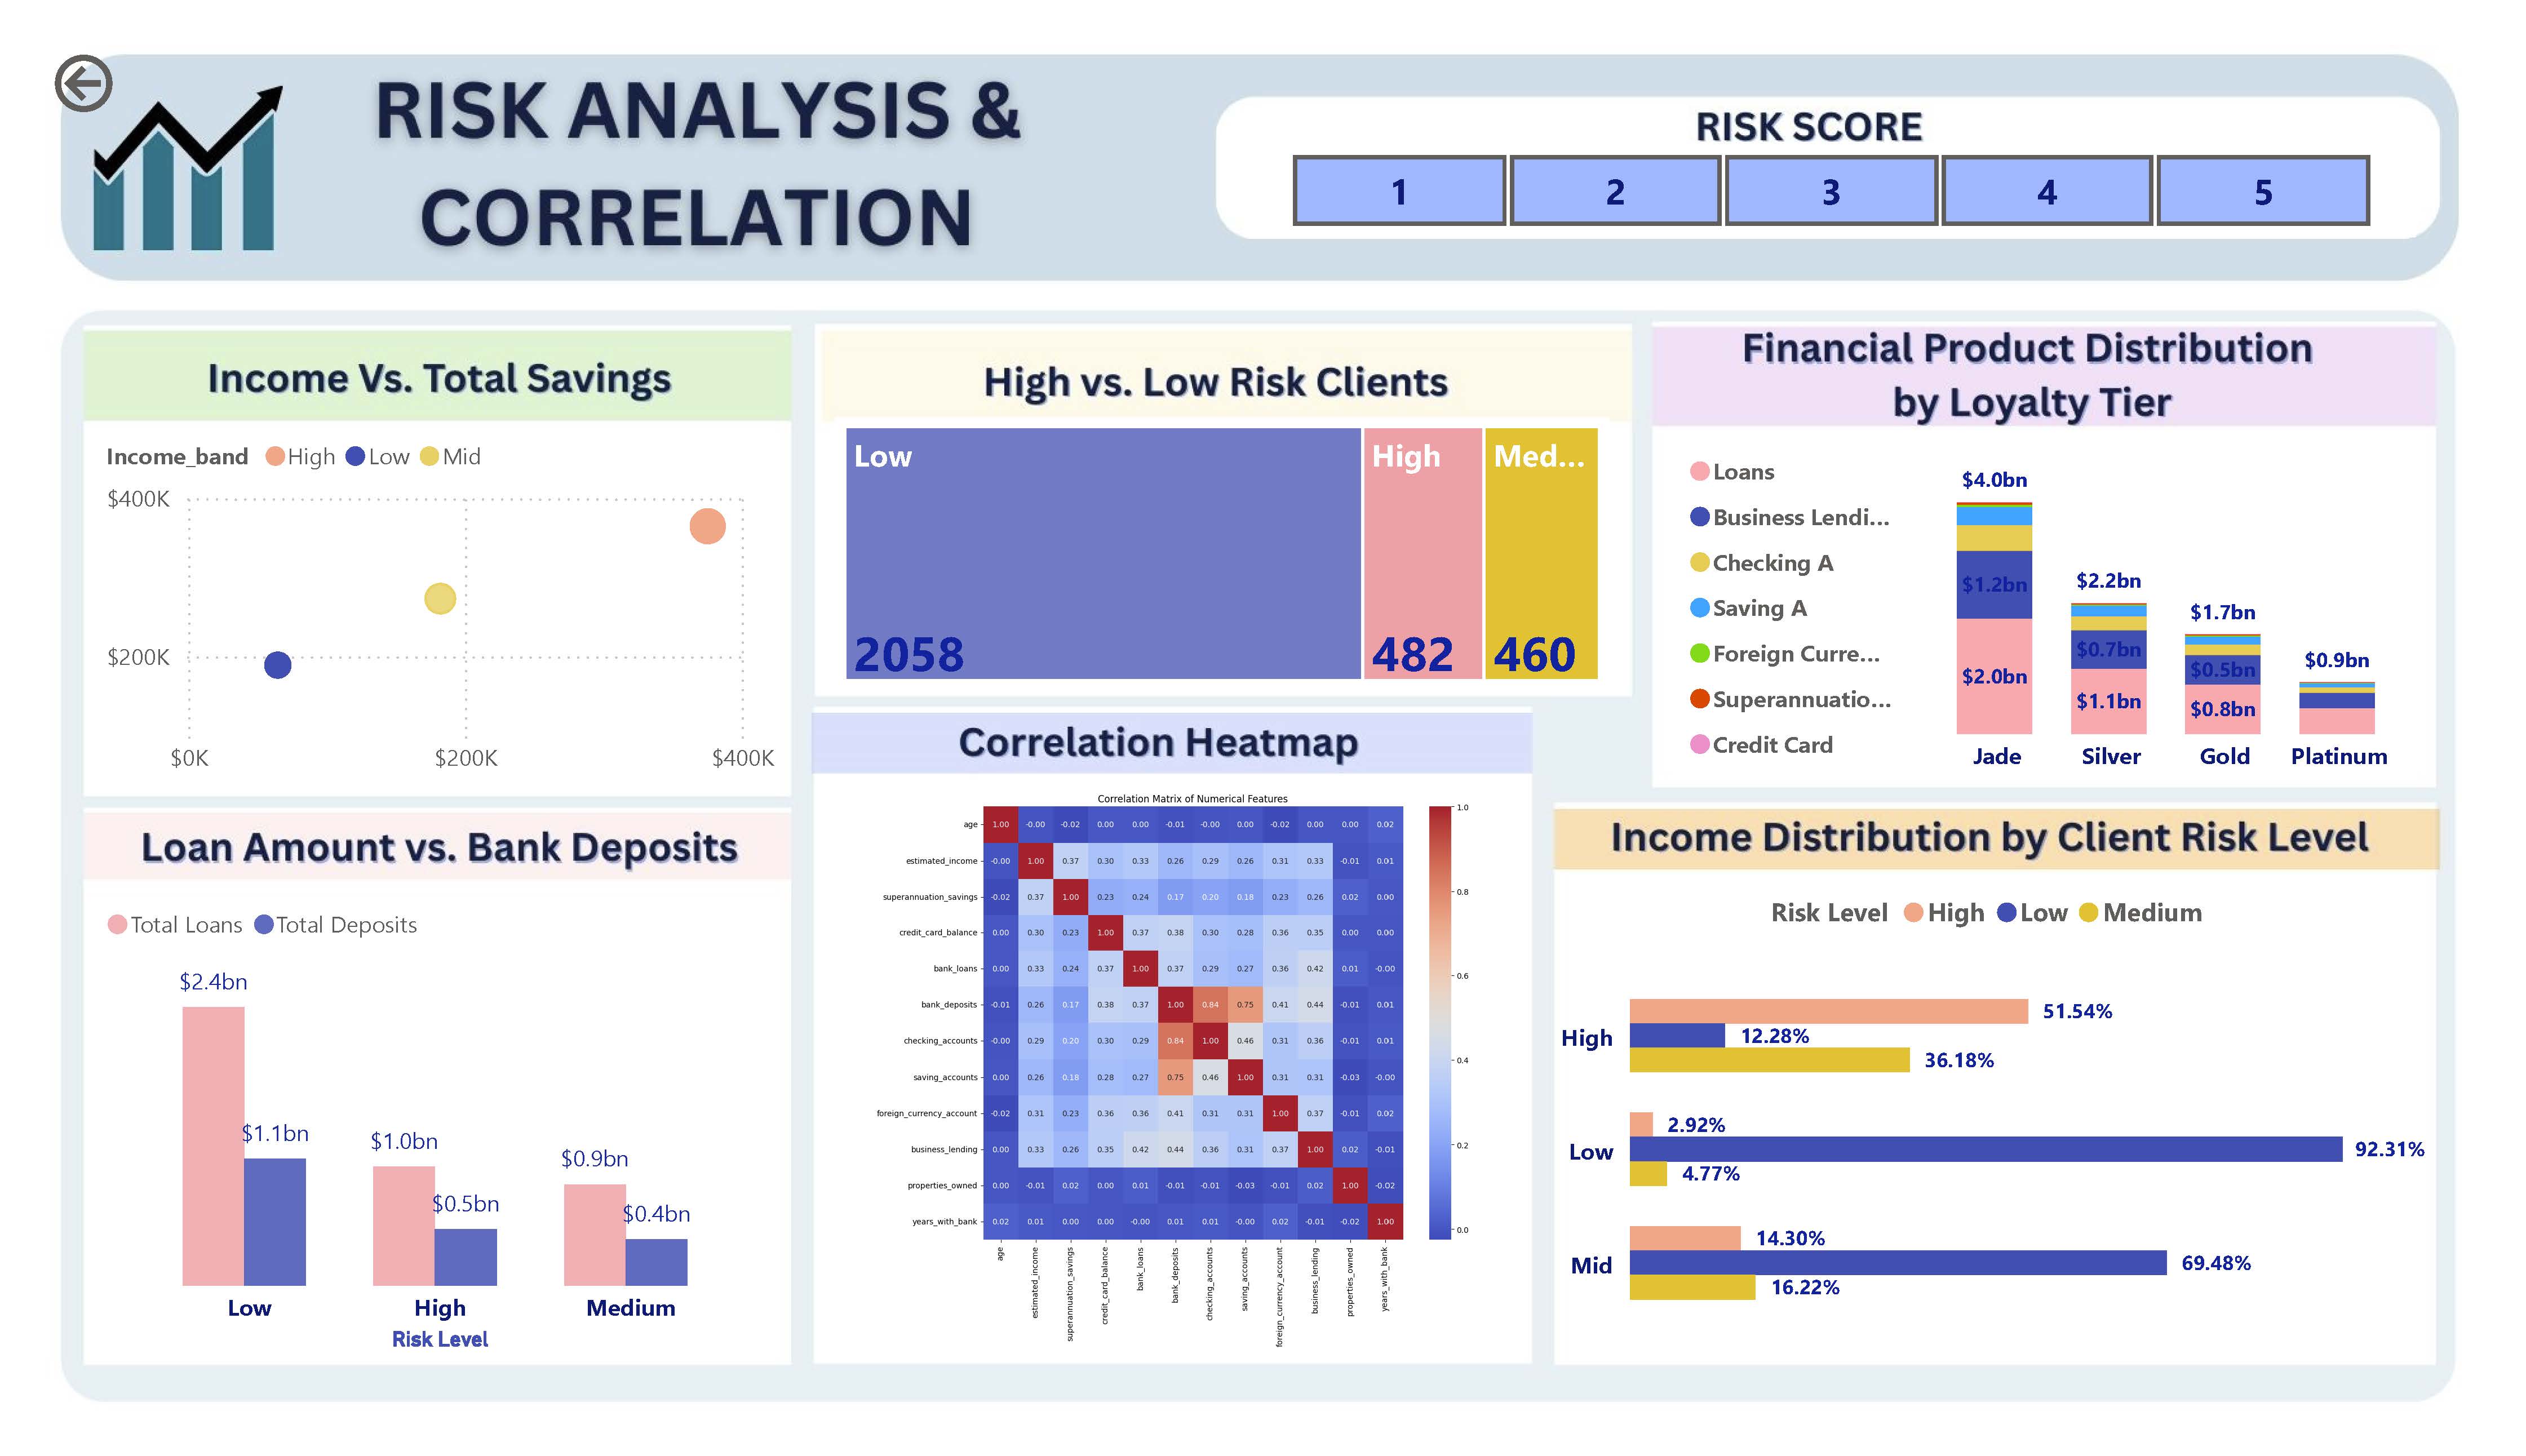 RISK ANALYSIS &
CORRELATION
RISK SCORE
1 2 3 4 5
Income Vs. Total Savings
Income_band High Low Mid
$400K
$200K
$0K $200K $400K
High vs. Low Risk Clients
Low High Med...
2058 482 460
Financial Product Distribution
by Loyalty Tier
Loans
Business Lendi...
Checking A
Saving A
Foreign Curre...
Superannuatio...
Credit Card
$4.0bn
$1.2bn
$2.0bn
Jade
$2.2bn
$0.7bn
$1.1bn
Silver
$1.7bn
$0.5bn
$0.8bn
Gold
$0.9bn
Platinum
Loan Amount vs. Bank Deposits
Total Loans Total Deposits
$2.4bn
$1.1bn
$1.0bn
$0.5bn
$0.9bn
$0.4bn
Low High Medium
Risk Level
Correlation Heatmap
Correlation Matrix of Numerical Features
age 1.00 -0.00 -0.02 0.00 0.00 -0.01 -0.00 0.00 -0.02 0.00 0.00 0.02
estimated_income -0.00 1.00 0.37 0.30 0.33 0.26 0.29 0.26 0.31 0.33 -0.01 0.01
superannuation_savings -0.02 0.37 1.00 0.23 0.24 0.17 0.20 0.18 0.23 0.26 0.02 0.00
credit_card_balance 0.00 0.30 0.23 1.00 0.37 0.38 0.30 0.28 0.36 0.35 0.00 0.00
bank_loans 0.00 0.33 0.24 0.37 1.00 0.37 0.29 0.27 0.36 0.42 0.01 -0.00
bank_deposits -0.01 0.26 0.17 0.38 0.37 1.00 0.84 0.75 0.41 0.44 -0.01 0.01
checking_accounts -0.00 0.29 0.20 0.30 0.29 0.84 1.00 0.46 0.31 0.36 -0.01 0.01
saving_accounts 0.00 0.26 0.18 0.28 0.27 0.75 0.46 1.00 0.31 0.31 -0.03 -0.00
foreign_currency_account -0.02 0.31 0.23 0.36 0.36 0.41 0.31 0.31 1.00 0.37 -0.01 0.02
business_lending 0.00 0.33 0.26 0.35 0.42 0.44 0.36 0.31 0.37 1.00 0.02 -0.01
properties_owned 0.00 -0.01 0.02 0.00 0.01 -0.01 -0.01 -0.03 -0.01 0.02 1.00 -0.02
years_with_bank 0.02 0.01 0.00 0.00 -0.00 0.01 0.01 -0.00 0.02 -0.01 -0.02 1.00
age
estimated_income
superannuation_savings
credit_card_balance
bank_loans
bank_deposits
checking_accounts
saving_accounts
foreign_currency_account
business_lending
properties_owned
years_with_bank
1.0
0.8
0.6
0.4
0.2
0.0
Income Distribution by Client Risk Level
Risk Level High Low Medium
High
51.54%
12.28%
36.18%
Low
2.92%
92.31%
4.77%
Mid
14.30%
69.48%
16.22%